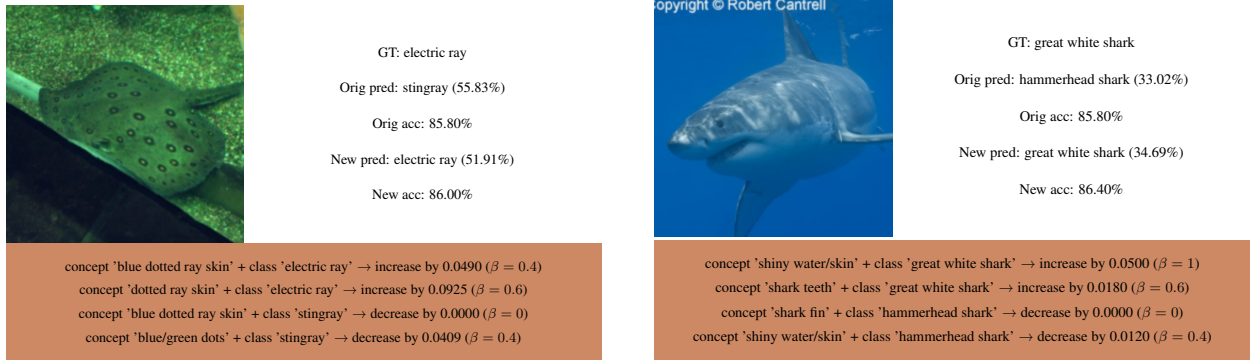 GT: electric ray
Orig pred: stingray (55.83%)
Orig acc: 85.80%
New pred: electric ray (51.91%)
New acc: 86.00%
concept 'blue dotted ray skin' + class 'electric ray' → increase by 0.0490 (β = 0.4)
concept 'dotted ray skin' + class 'electric ray' → increase by 0.0925 (β = 0.6)
concept 'blue dotted ray skin' + class 'stingray' → decrease by 0.0000 (β = 0)
concept 'blue/green dots' + class 'stingray' → decrease by 0.0409 (β = 0.4)
opyright © Robert Cantrell
GT: great white shark
Orig pred: hammerhead shark (33.02%)
Orig acc: 85.80%
New pred: great white shark (34.69%)
New acc: 86.40%
concept 'shiny water/skin' + class 'great white shark' → increase by 0.0500 (β = 1)
concept 'shark teeth' + class 'great white shark' → increase by 0.0180 (β = 0.6)
concept 'shark fin' + class 'hammerhead shark' → decrease by 0.0000 (β = 0)
concept 'shiny water/skin' + class 'hammerhead shark' → decrease by 0.0120 (β = 0.4)